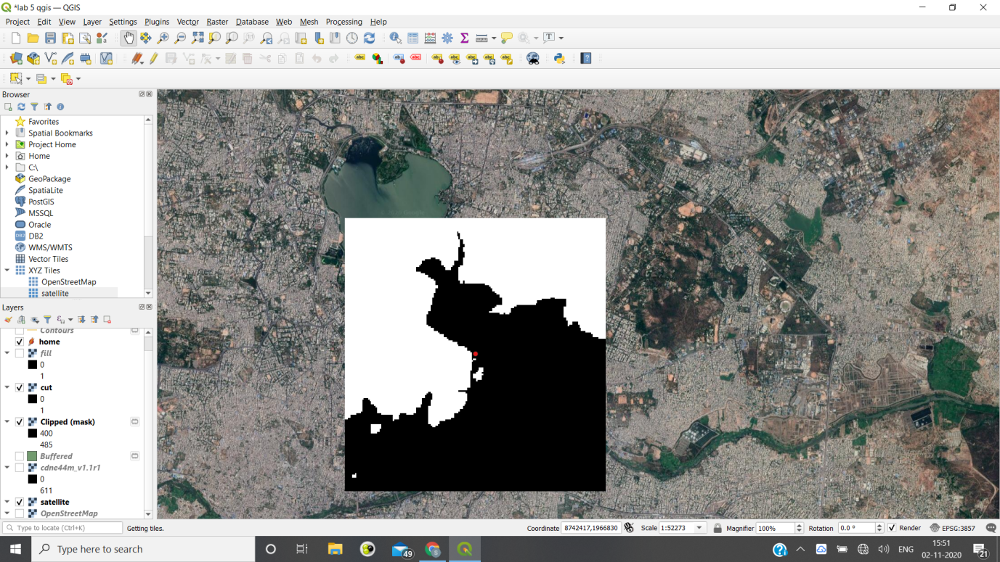 *lab 5 qgis — QGIS
Project Edit View Layer Settings Plugins Vector Raster Database Web Mesh Processing Help
Browser
Favorites
Spatial Bookmarks
Project Home
Home
C:\
GeoPackage
SpatiaLite
PostGIS
MSSQL
Oracle
DB2
WMS/WMTS
Vector Tiles
XYZ Tiles
OpenStreetMap
satellite
Layers
Contours
home
fill
0
1
cut
0
1
Clipped (mask)
400
485
Buffered
cdne44m_v1.1r1
0
611
satellite
OpenStreetMap
Type to locate (Ctrl+K) Getting tiles. Coordinate 8742417,1966830 Scale 1:52273 Magnifier 100% Rotation 0.0 ° Render EPSG:3857
Type here to search 49 ENG 15:51
02-11-2020 21